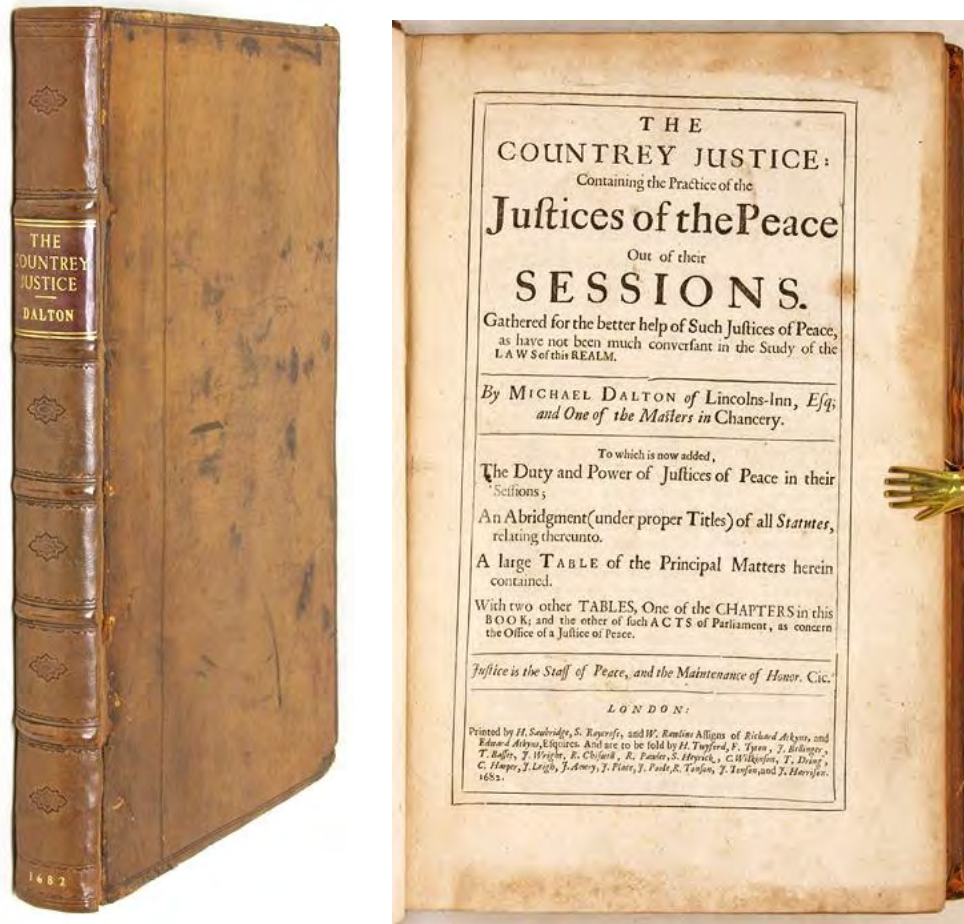 THE
COUNTREY
JUSTICE
DALTON
1682
THE
COUNTREY JUSTICE:
Containing the Practice of the
Juſtices of the Peace
Out of their
SESSIONS.
Gathered for the better help of Such Juſtices of Peace,
as have not been much converſant in the Study of the
LAWS of this REALM.
By MICHAEL DALTON of Lincolns-Inn, Eſq;
and One of the Maſters in Chancery.
To which is now added,
The Duty and Power of Juſtices of Peace in their
Seſſions;
An Abridgment (under proper Titles) of all Statutes,
relating thereunto.
A large TABLE of the Principal Matters herein
contained.
With two other TABLES, One of the CHAPTERS in this
BOOK; and the other of ſuch ACTS of Parliament, as concern
the Office of a Juſtice of Peace.
Juſtice is the Staff of Peace, and the Maintenance of Honor. Cic.
LONDON:
Printed by H. Sawbridge, S. Roycroft, and W. Rawlins Aſſigns of Richard Atkyns, and
Edward Atkyns, Eſquires. And are to be ſold by H. Twyford, F. Tyton, J. Bellinger,
T. Baſſet, J. Wright, R. Chiſwell, R. Pawlet, S. Heyrick, C. Wilkinſon, T. Dring,
C. Harper, J. Leigh, J. Amery, J. Place, J. Poole, R. Tonſon, J. Tonſon, and J. Harriſon.
1682.